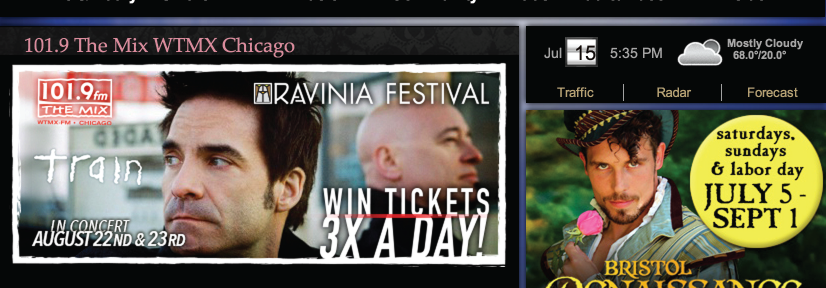 101.9 The Mix WTMX Chicago
101.9fm
THE MIX
WTMX FM • CHICAGO
RAVINIA FESTIVAL
train
WIN TICKETS
3X A DAY!
IN CONCERT
AUGUST 22ND & 23RD
Jul 15 5:35 PM
Mostly Cloudy
68.0°/20.0°
Traffic Radar Forecast
saturdays,
sundays
& labor day
JULY 5 -
SEPT 1
BRISTOL
RENAISSANCE